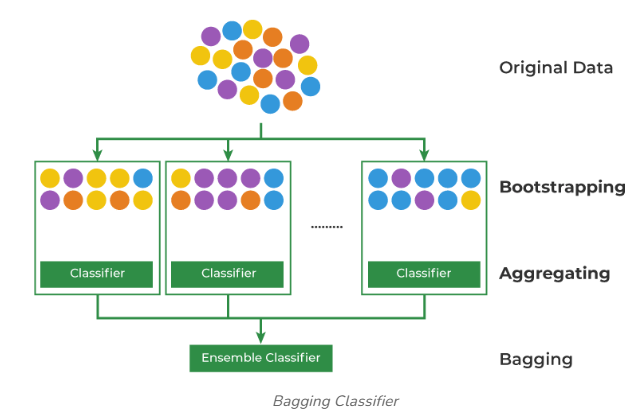 Original Data
Bootstrapping
.........
Classifier
Classifier
Classifier
Aggregating
Ensemble Classifier
Bagging
Bagging Classifier